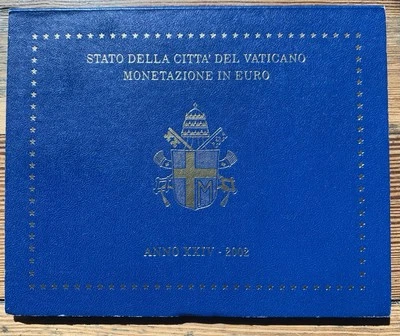 STATO DELLA CITTA' DEL VATICANO
MONETAZIONE IN EURO
M
ANNO XXIV - 2002